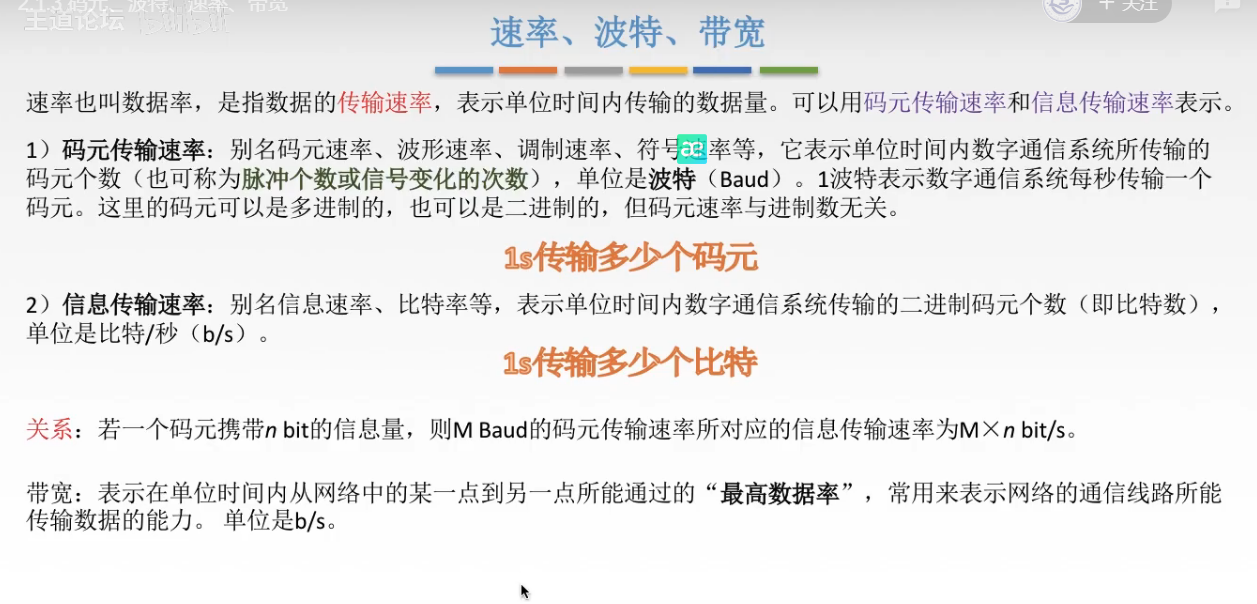 2.1.3 码元、波特、速率、带宽
王道论坛
+ 关注
速率、波特、带宽
速率也叫数据率，是指数据的传输速率，表示单位时间内传输的数据量。可以用码元传输速率和信息传输速率表示。
1）码元传输速率：别名码元速率、波形速率、调制速率、符号率等，它表示单位时间内数字通信系统所传输的
码元个数（也可称为脉冲个数或信号变化的次数），单位是波特（Baud）。1波特表示数字通信系统每秒传输一个
码元。这里的码元可以是多进制的，也可以是二进制的，但码元速率与进制数无关。
1s传输多少个码元
2）信息传输速率：别名信息速率、比特率等，表示单位时间内数字通信系统传输的二进制码元个数（即比特数），
单位是比特/秒（b/s）。
1s传输多少个比特
关系：若一个码元携带n bit的信息量，则M Baud的码元传输速率所对应的信息传输速率为M×n bit/s。
带宽：表示在单位时间内从网络中的某一点到另一点所能通过的“最高数据率”，常用来表示网络的通信线路所能
传输数据的能力。 单位是b/s。